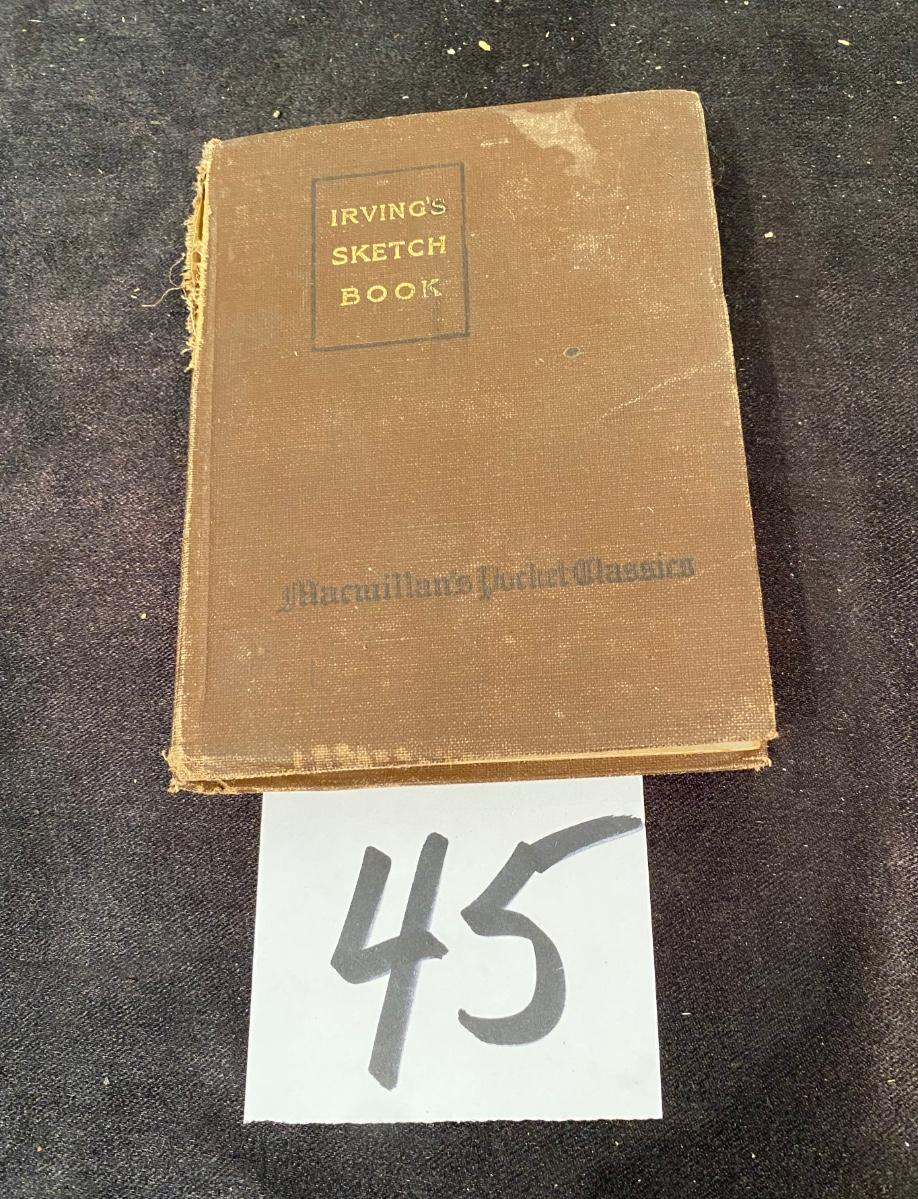 IRVING'S
SKETCH
BOOK
Macmillan's Pocket Classics
45